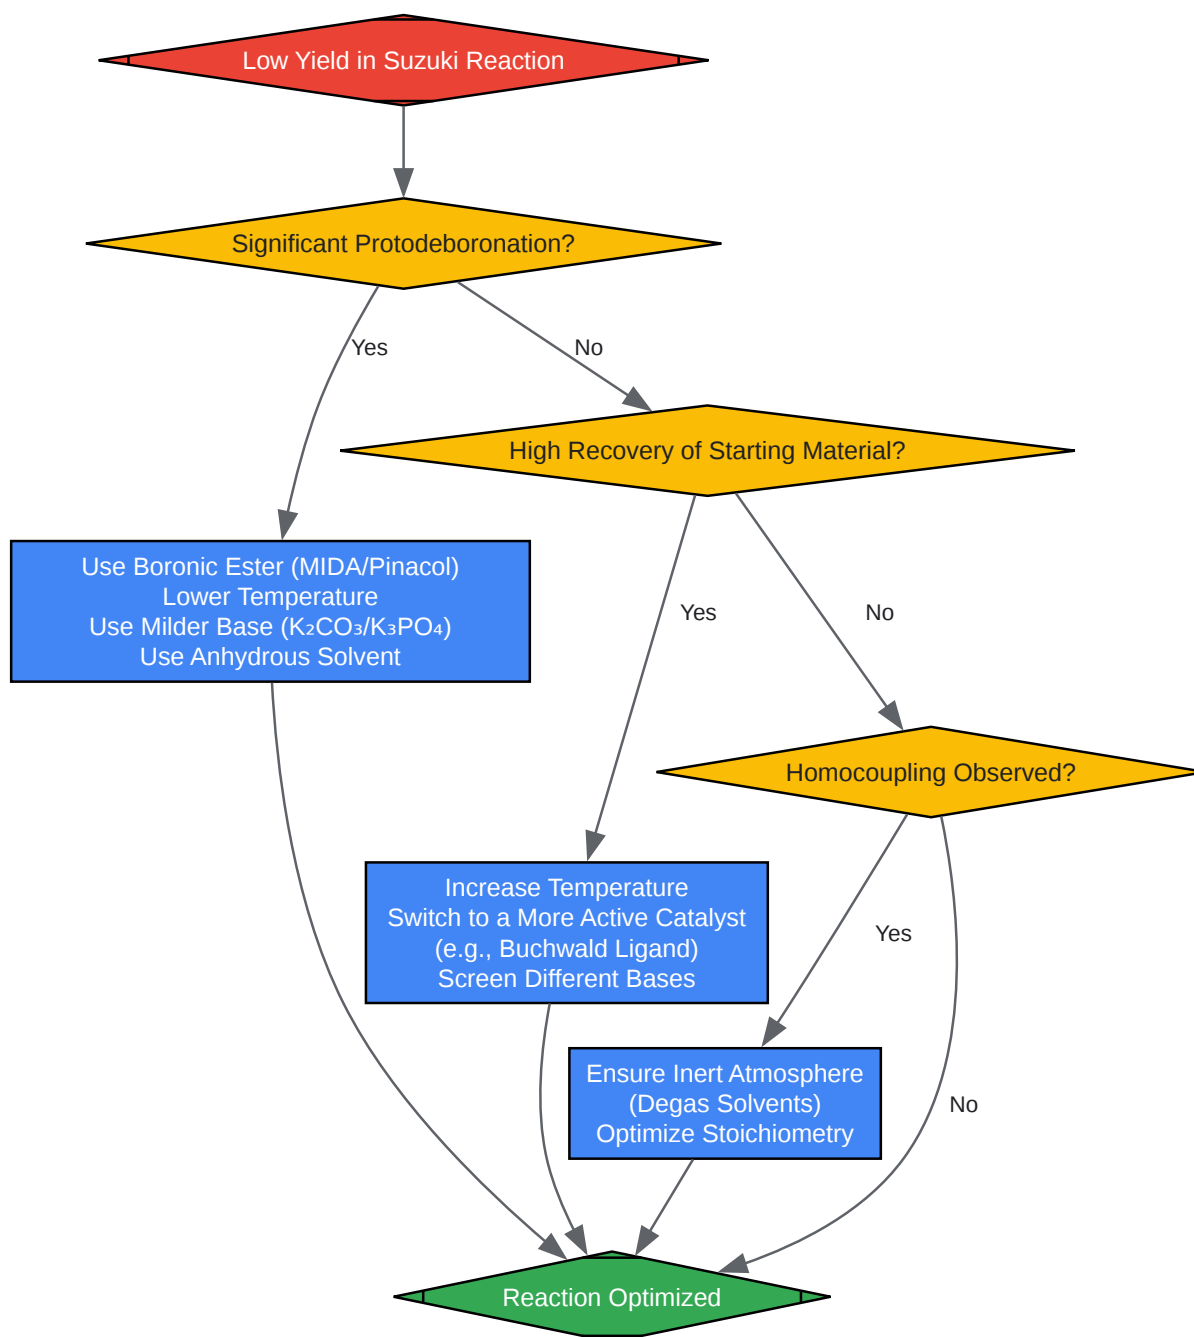 Low Yield in Suzuki Reaction
Significant Protodeboronation?
Yes
No
High Recovery of Starting Material?
Use Boronic Ester (MIDA/Pinacol)
Lower Temperature
Use Milder Base (K₂CO₃/K₃PO₄)
Use Anhydrous Solvent
Yes
No
Homocoupling Observed?
Increase Temperature
Switch to a More Active Catalyst
(e.g., Buchwald Ligand)
Screen Different Bases
Yes
Ensure Inert Atmosphere
(Degas Solvents)
Optimize Stoichiometry
No
Reaction Optimized